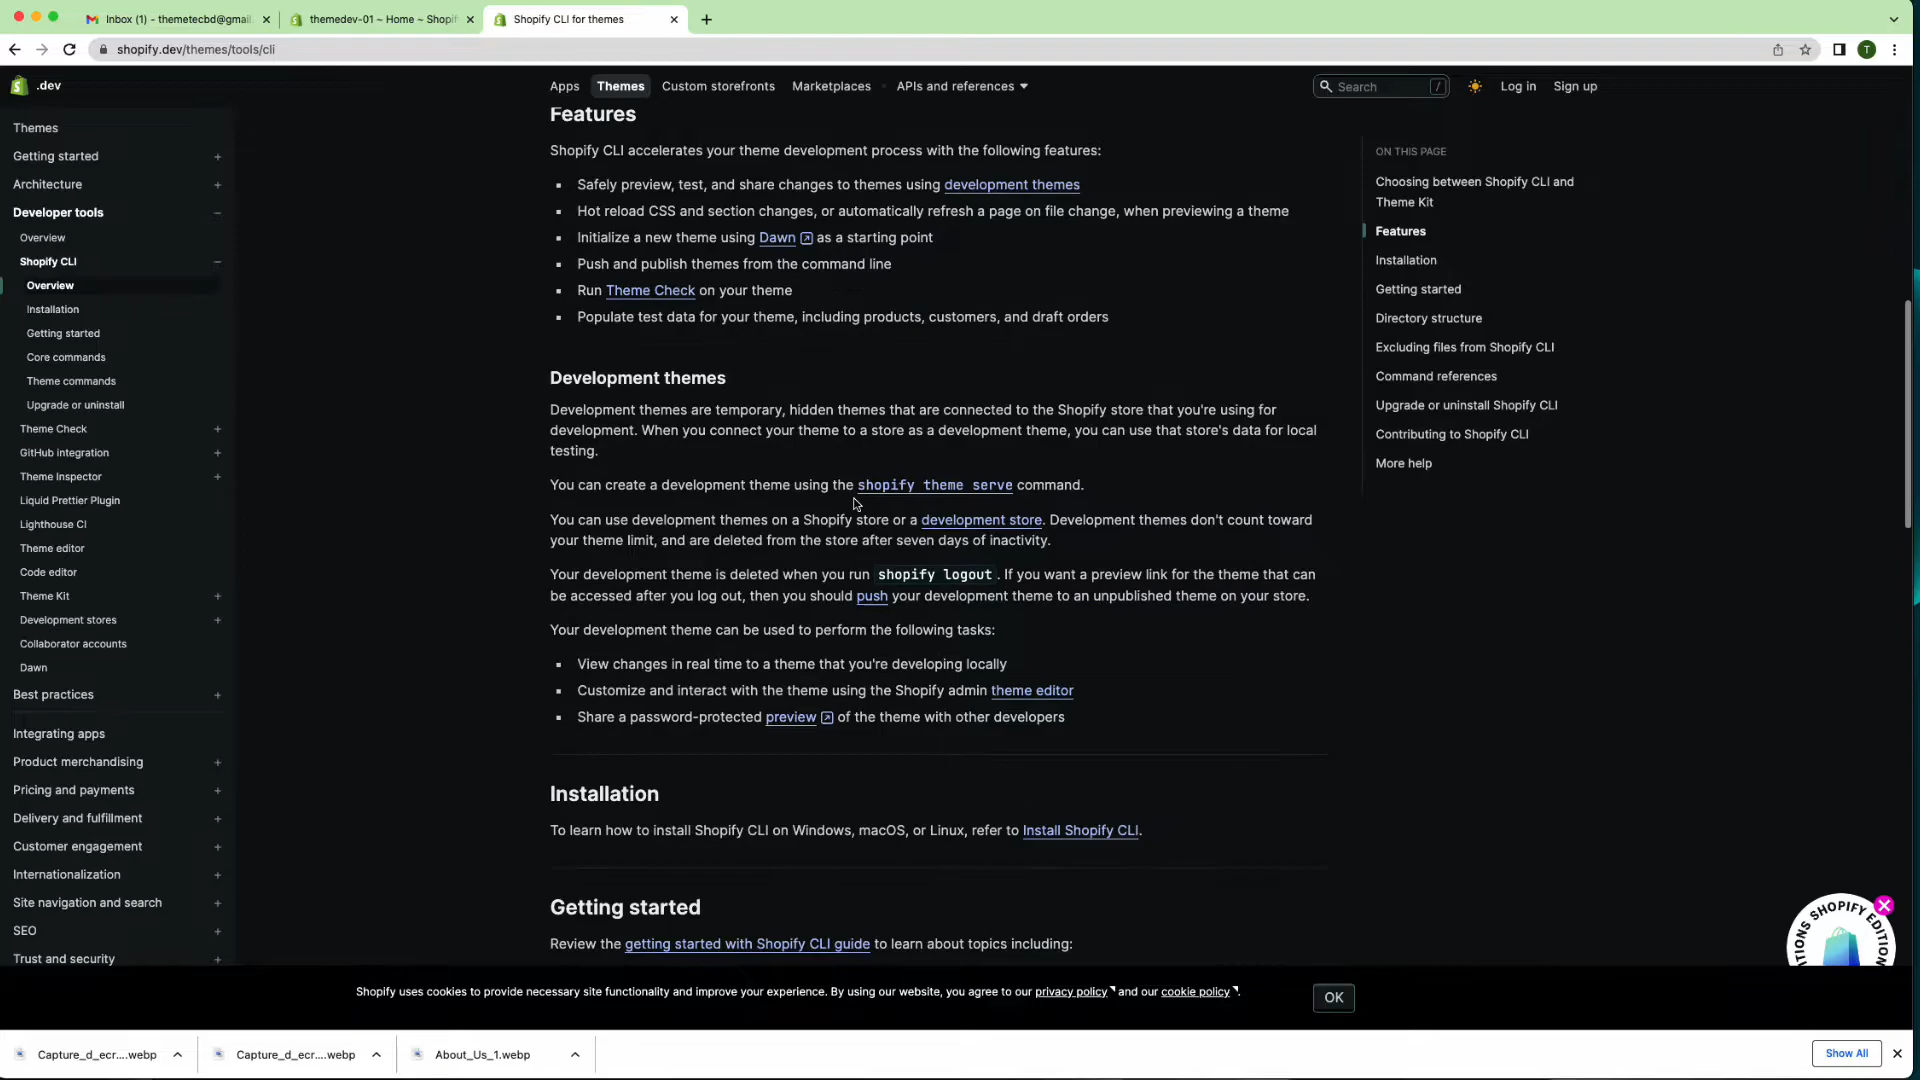 Inbox (1) - themetecbd@gmail.
themedev-01 ~ Home ~ Shopif
Shopify CLI for themes
shopify.dev/themes/tools/cli
T
.dev
Apps
Themes
Custom storefronts
Marketplaces
APIs and references
Search
/
Log in
Sign up
Themes
Getting started
Architecture
Developer tools
Overview
Shopify CLI
Overview
Installation
Getting started
Core commands
Theme commands
Upgrade or uninstall
Theme Check
GitHub integration
Theme Inspector
Liquid Prettier Plugin
Lighthouse CI
Theme editor
Code editor
Theme Kit
Development stores
Collaborator accounts
Dawn
Best practices
Integrating apps
Product merchandising
Pricing and payments
Delivery and fulfillment
Customer engagement
Internationalization
Site navigation and search
SEO
Trust and security
Features
Shopify CLI accelerates your theme development process with the following features:
Safely preview, test, and share changes to themes using development themes
Hot reload CSS and section changes, or automatically refresh a page on file change, when previewing a theme
Initialize a new theme using Dawn as a starting point
Push and publish themes from the command line
Run Theme Check on your theme
Populate test data for your theme, including products, customers, and draft orders
Development themes
Development themes are temporary, hidden themes that are connected to the Shopify store that you're using for
development. When you connect your theme to a store as a development theme, you can use that store's data for local
testing.
You can create a development theme using the shopify theme serve command.
You can use development themes on a Shopify store or a development store. Development themes don't count toward
your theme limit, and are deleted from the store after seven days of inactivity.
Your development theme is deleted when you run shopify logout. If you want a preview link for the theme that can
be accessed after you log out, then you should push your development theme to an unpublished theme on your store.
Your development theme can be used to perform the following tasks:
View changes in real time to a theme that you're developing locally
Customize and interact with the theme using the Shopify admin theme editor
Share a password-protected preview of the theme with other developers
Installation
To learn how to install Shopify CLI on Windows, macOS, or Linux, refer to Install Shopify CLI.
Getting started
Review the getting started with Shopify CLI guide to learn about topics including:
ON THIS PAGE
Choosing between Shopify CLI and
Theme Kit
Features
Installation
Getting started
Directory structure
Excluding files from Shopify CLI
Command references
Upgrade or uninstall Shopify CLI
Contributing to Shopify CLI
More help
TIONS SHOPIFY EDITION
Shopify uses cookies to provide necessary site functionality and improve your experience. By using our website, you agree to our privacy policy and our cookie policy.
OK
Capture_d_ecr....webp
Capture_d_ecr....webp
About_Us_1.webp
Show All